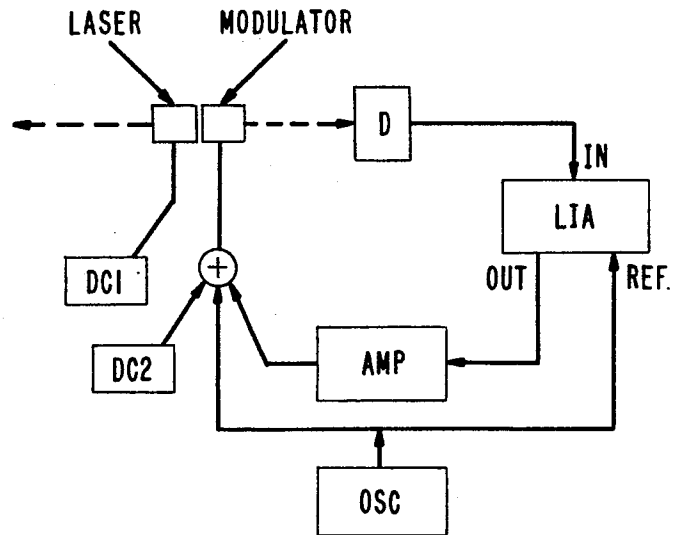 LASER
MODULATOR
D
IN
LIA
OUT
REF.
DC1
+
DC2
AMP
OSC